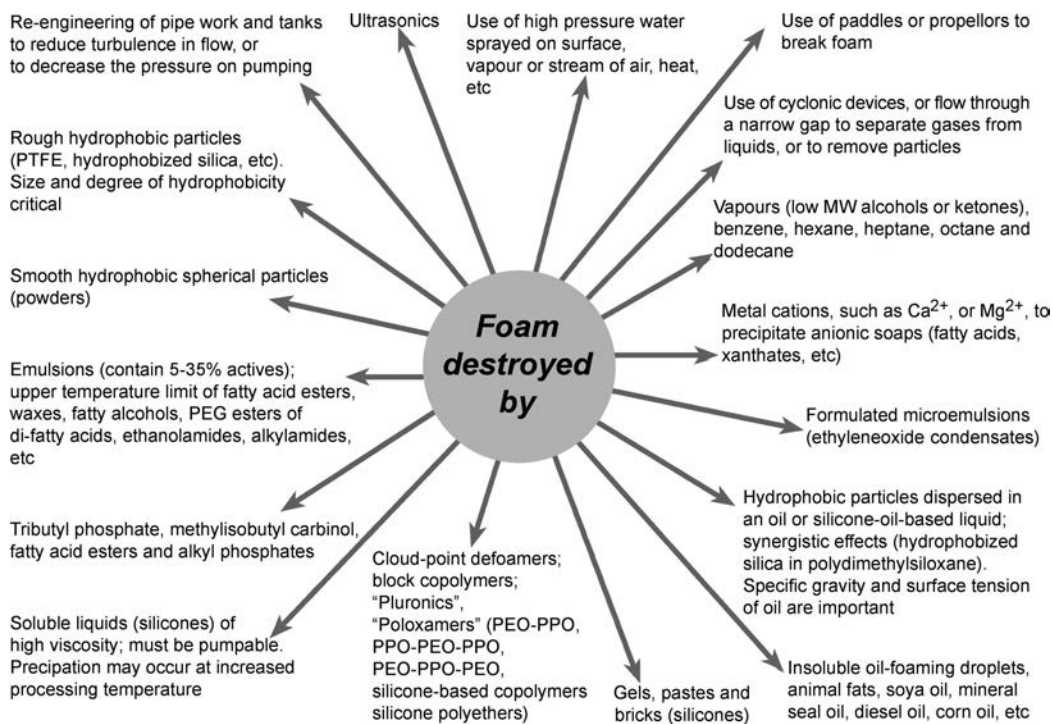 Re-engineering of pipe work and tanks
to reduce turbulence in flow, or
to decrease the pressure on pumping
Ultrasonics
Use of high pressure water
sprayed on surface,
vapour or stream of air, heat,
etc
Use of paddles or propellors to
break foam
Use of cyclonic devices, or flow through
a narrow gap to separate gases from
liquids, or to remove particles
Rough hydrophobic particles
(PTFE, hydrophobized silica, etc).
Size and degree of hydrophobicity
critical
Vapours (low MW alcohols or ketones),
benzene, hexane, heptane, octane and
dodecane
Smooth hydrophobic spherical particles
(powders)
Foam
destroyed
by
Metal cations, such as Ca²⁺, or Mg²⁺, to
precipitate anionic soaps (fatty acids,
xanthates, etc)
Emulsions (contain 5-35% actives);
upper temperature limit of fatty acid esters,
waxes, fatty alcohols, PEG esters of
di-fatty acids, ethanolamides, alkylamides,
etc
Formulated microemulsions
(ethyleneoxide condensates)
Tributyl phosphate, methylisobutyl carbinol,
fatty acid esters and alkyl phosphates
Hydrophobic particles dispersed in
an oil or silicone-oil-based liquid;
synergistic effects (hydrophobized
silica in polydimethylsiloxane).
Specific gravity and surface tension
of oil are important
Soluble liquids (silicones) of
high viscosity; must be pumpable.
Precipation may occur at increased
processing temperature
Cloud-point defoamers;
block copolymers;
“Pluronics”,
“Poloxamers” (PEO-PPO,
PPO-PEO-PPO,
PEO-PPO-PEO,
silicone-based copolymers
silicone polyethers)
Gels, pastes and
bricks (silicones)
Insoluble oil-foaming droplets,
animal fats, soya oil, mineral
seal oil, diesel oil, corn oil, etc